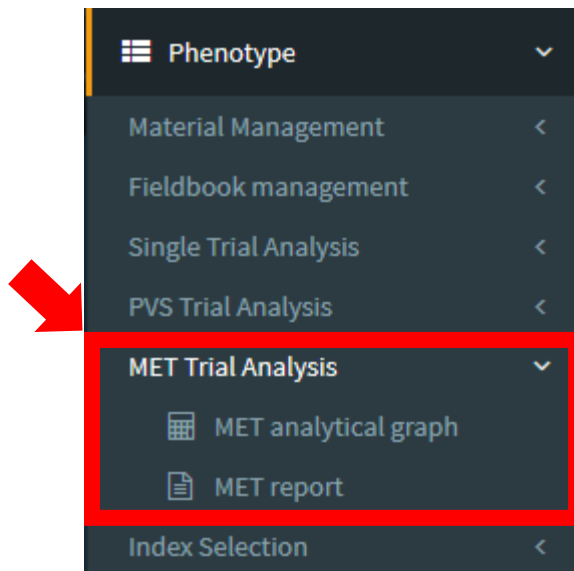 Phenotype
Material Management
Fieldbook management
Single Trial Analysis
PVS Trial Analysis
MET Trial Analysis
MET analytical graph
MET report
Index Selection